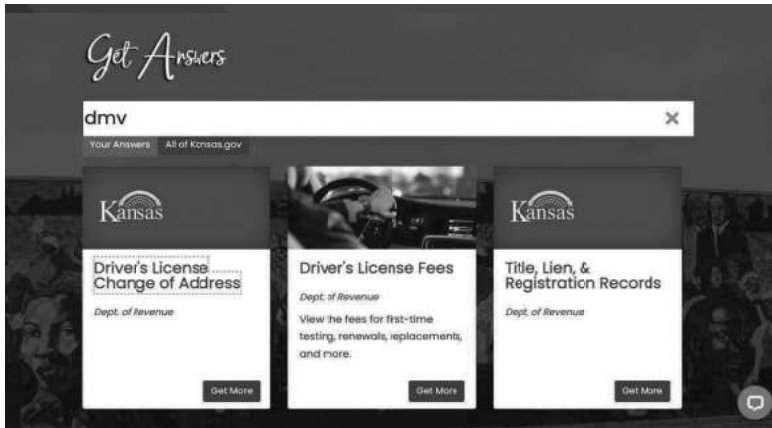 Get Answers
dmv
Your Answers All of Kansas.gov
Kansas
Driver's License
Change of Address
Dept. of Revenue
Get More
Driver's License Fees
Dept. of Revenue
View the fees for first-time
testing, renewals, replacements,
and more.
Get More
Kansas
Title, Lien, &
Registration Records
Dept. of Revenue
Get More